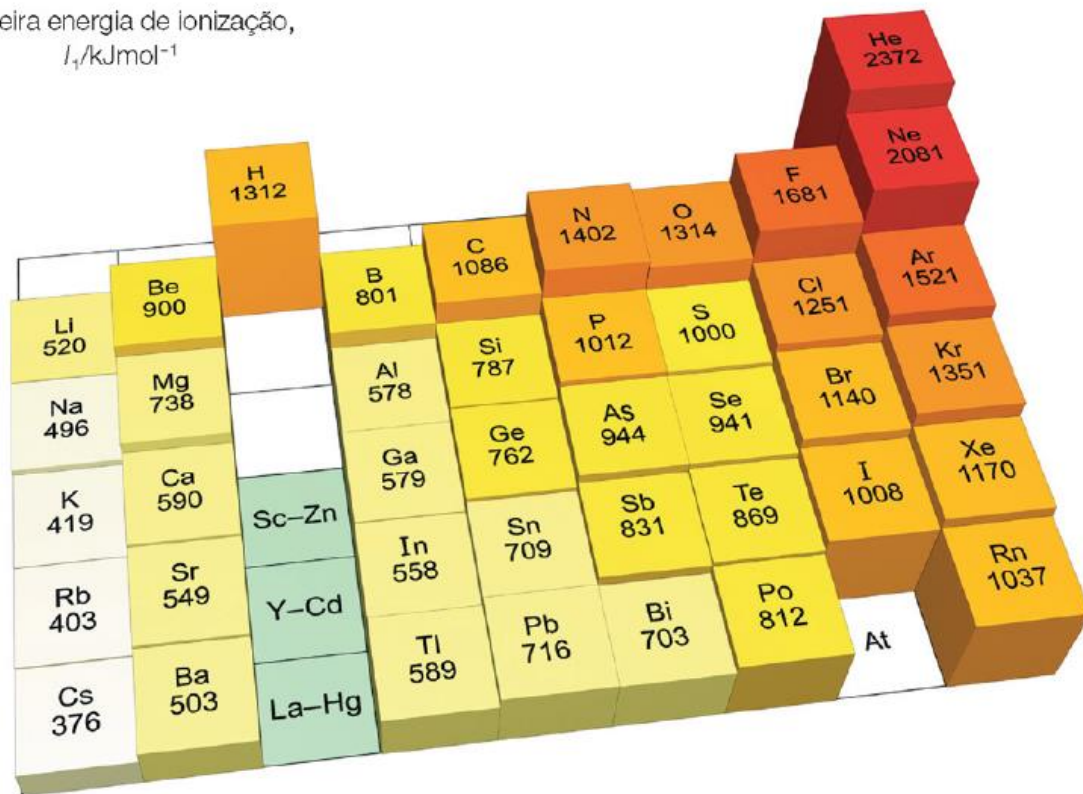 eira energia de ionização,
I₁/kJmol⁻¹
He
2372
H
1312
Ne
2081
Li
520
Be
900
B
801
C
1086
N
1402
O
1314
F
1681
Na
496
Mg
738
Al
578
Si
787
P
1012
S
1000
Cl
1251
Ar
1521
K
419
Ca
590
Sc–Zn
Ga
579
Ge
762
As
944
Se
941
Br
1140
Kr
1351
Rb
403
Sr
549
Y–Cd
In
558
Sn
709
Sb
831
Te
869
I
1008
Xe
1170
Cs
376
Ba
503
La–Hg
Tl
589
Pb
716
Bi
703
Po
812
At
Rn
1037